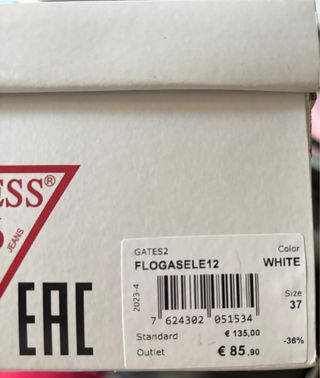 ESS®
JEANS
EAC
GATES2
Color
FLOGASELE12
WHITE
2023-4
Size
37
7 624302 051534
Standard
€ 135,00
-36%
Outlet
€ 85,90